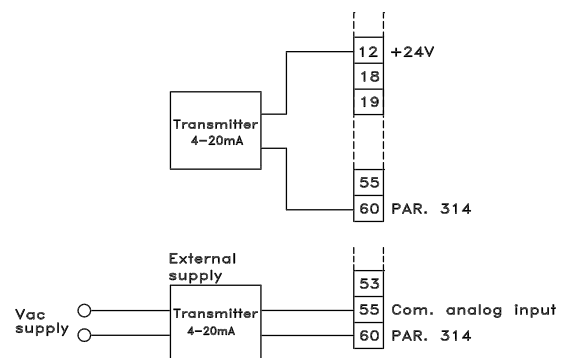 12 +24V
18
19
Transmitter
4-20mA
55
60 PAR. 314
External
supply
53
Vac
supply
Transmitter
4-20mA
55 Com. analog input
60 PAR. 314